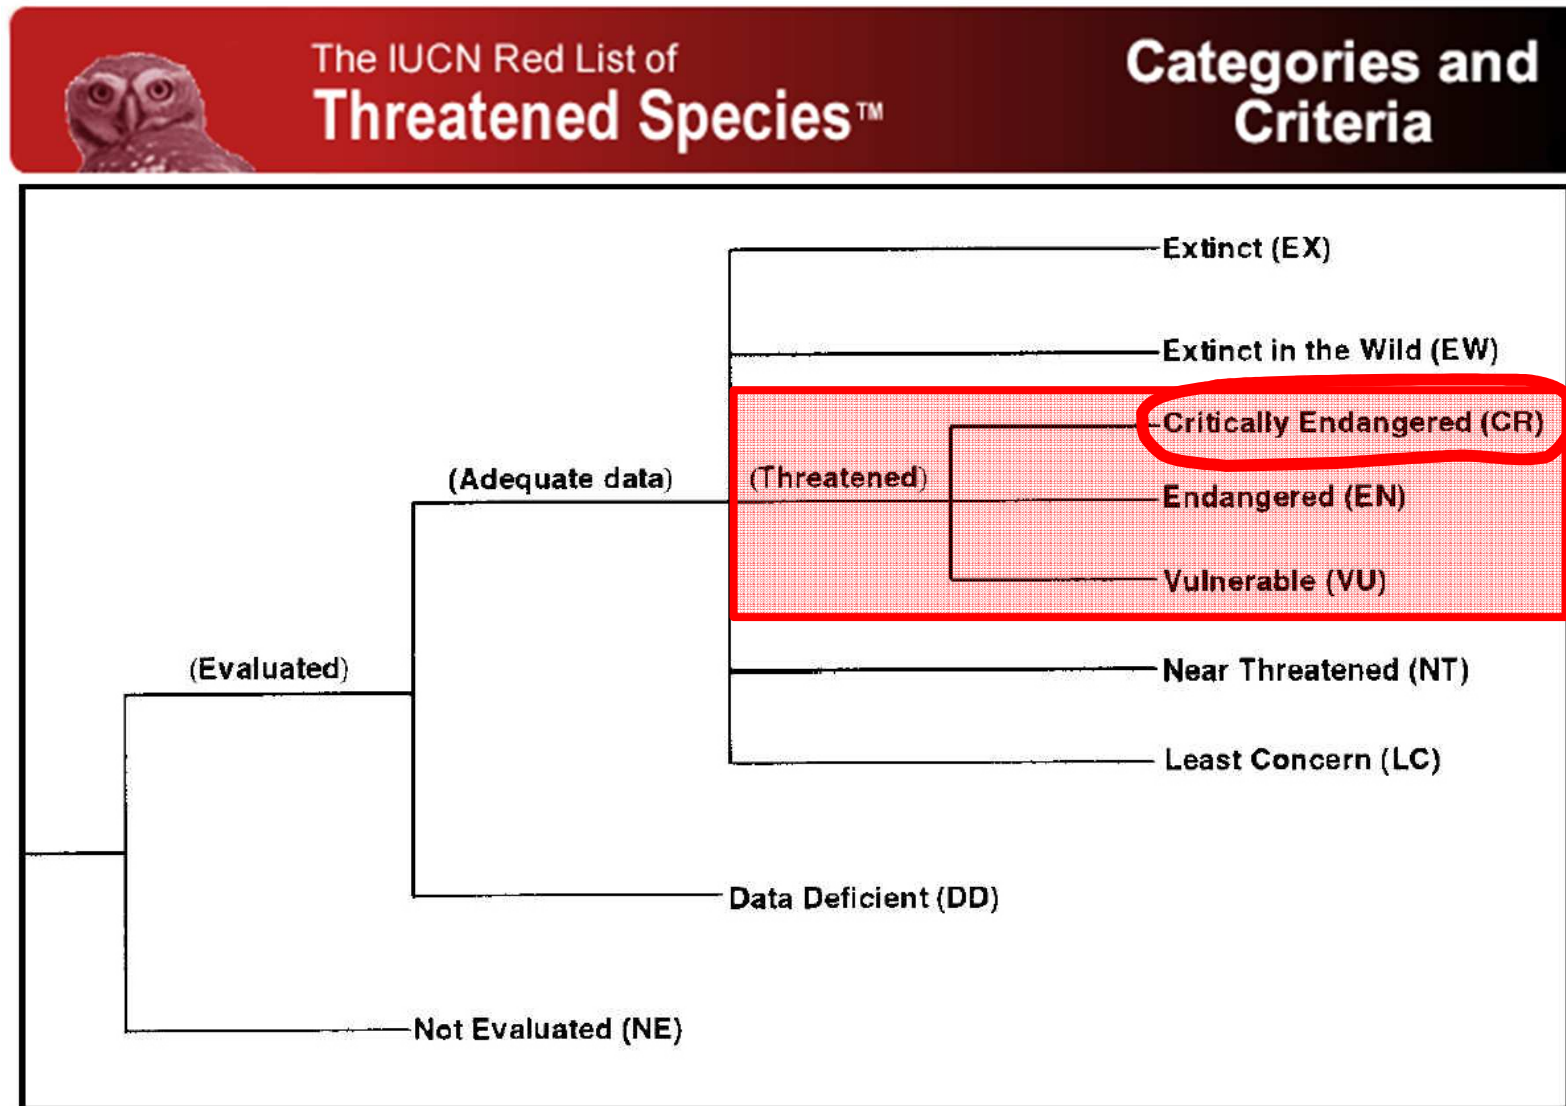 The IUCN Red List of
Threatened Species™
Categories and
Criteria
Extinct (EX)
Extinct in the Wild (EW)
Critically Endangered (CR)
(Adequate data)
(Threatened)
Endangered (EN)
Vulnerable (VU)
(Evaluated)
Near Threatened (NT)
Least Concern (LC)
Data Deficient (DD)
Not Evaluated (NE)